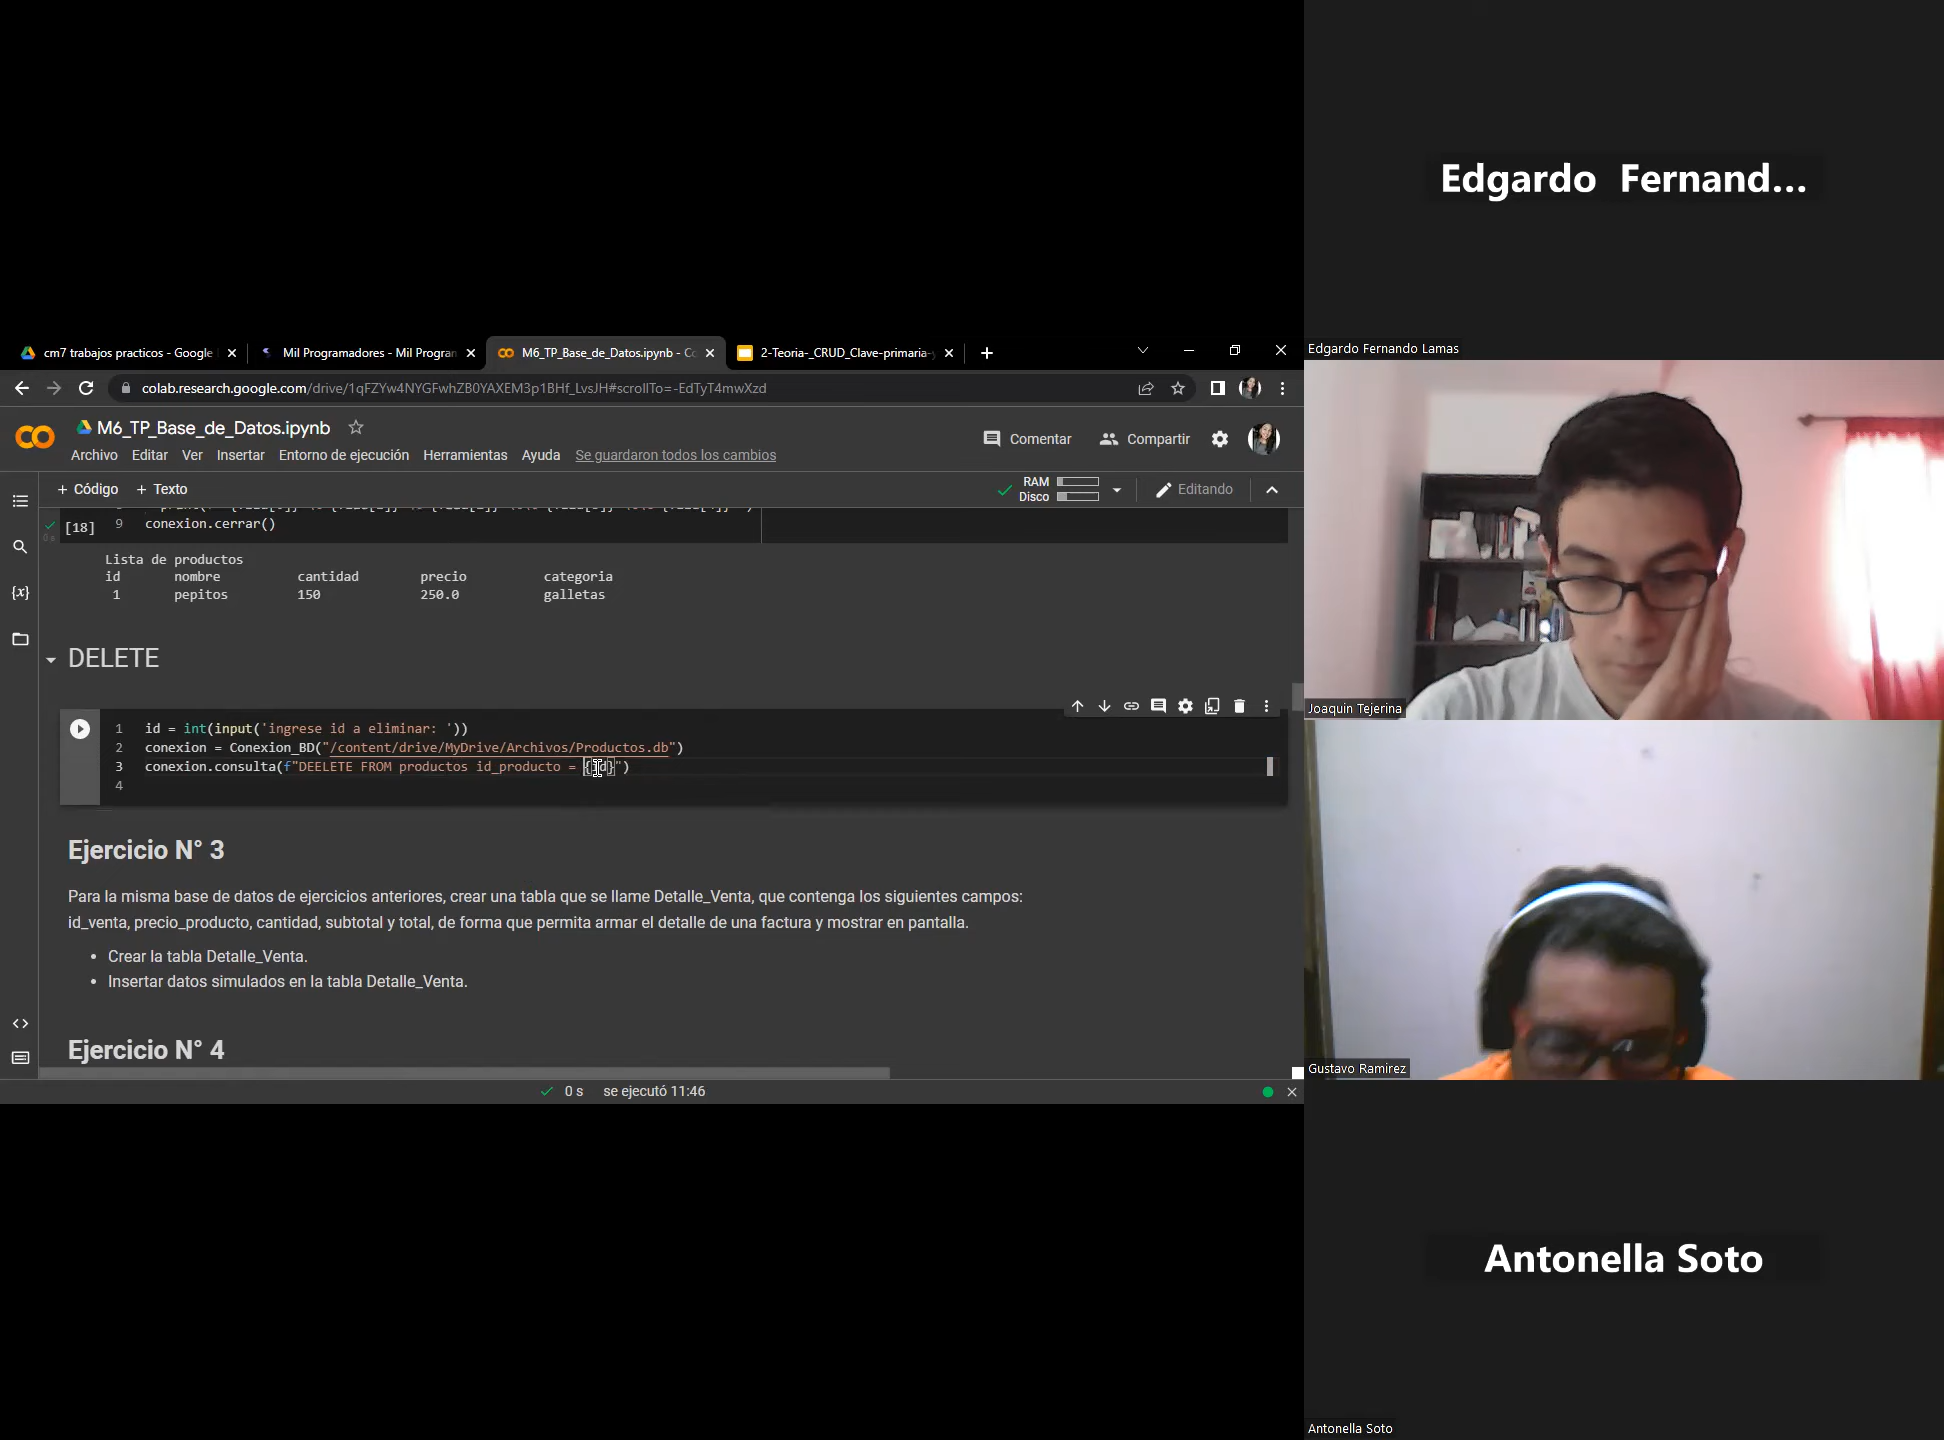 cm7 trabajos practicos - Google
Mil Programadores - Mil Progran
M6_TP_Base_de_Datos.ipynb - Co
2-Teoria-_CRUD_Clave-primaria-
colab.research.google.com/drive/1qFZYw4NYGFwhZB0YAXEM3p1BHf_LvsJH#scrollTo=-EdTyT4mwXzd
M6_TP_Base_de_Datos.ipynb
Comentar
Compartir
Archivo Editar Ver Insertar Entorno de ejecución Herramientas Ayuda Se guardaron todos los cambios
+ Código + Texto
RAM
Disco
Editando
[18]
9 conexion.cerrar()
Lista de productos
id nombre cantidad precio categoria
1 pepitos 150 250.0 galletas
DELETE
1 id = int(input('ingrese id a eliminar: '))
2 conexion = Conexion_BD("/content/drive/MyDrive/Archivos/Productos.db")
3 conexion.consulta(f"DEELETE FROM productos id_producto = {id}")
4
Ejercicio N° 3
Para la misma base de datos de ejercicios anteriores, crear una tabla que se llame Detalle_Venta, que contenga los siguientes campos:
id_venta, precio_producto, cantidad, subtotal y total, de forma que permita armar el detalle de una factura y mostrar en pantalla.
• Crear la tabla Detalle_Venta.
• Insertar datos simulados en la tabla Detalle_Venta.
Ejercicio N° 4
0 s se ejecutó 11:46
Edgardo Fernand...
Edgardo Fernando Lamas
Joaquin Tejerina
Gustavo Ramirez
Antonella Soto
Antonella Soto